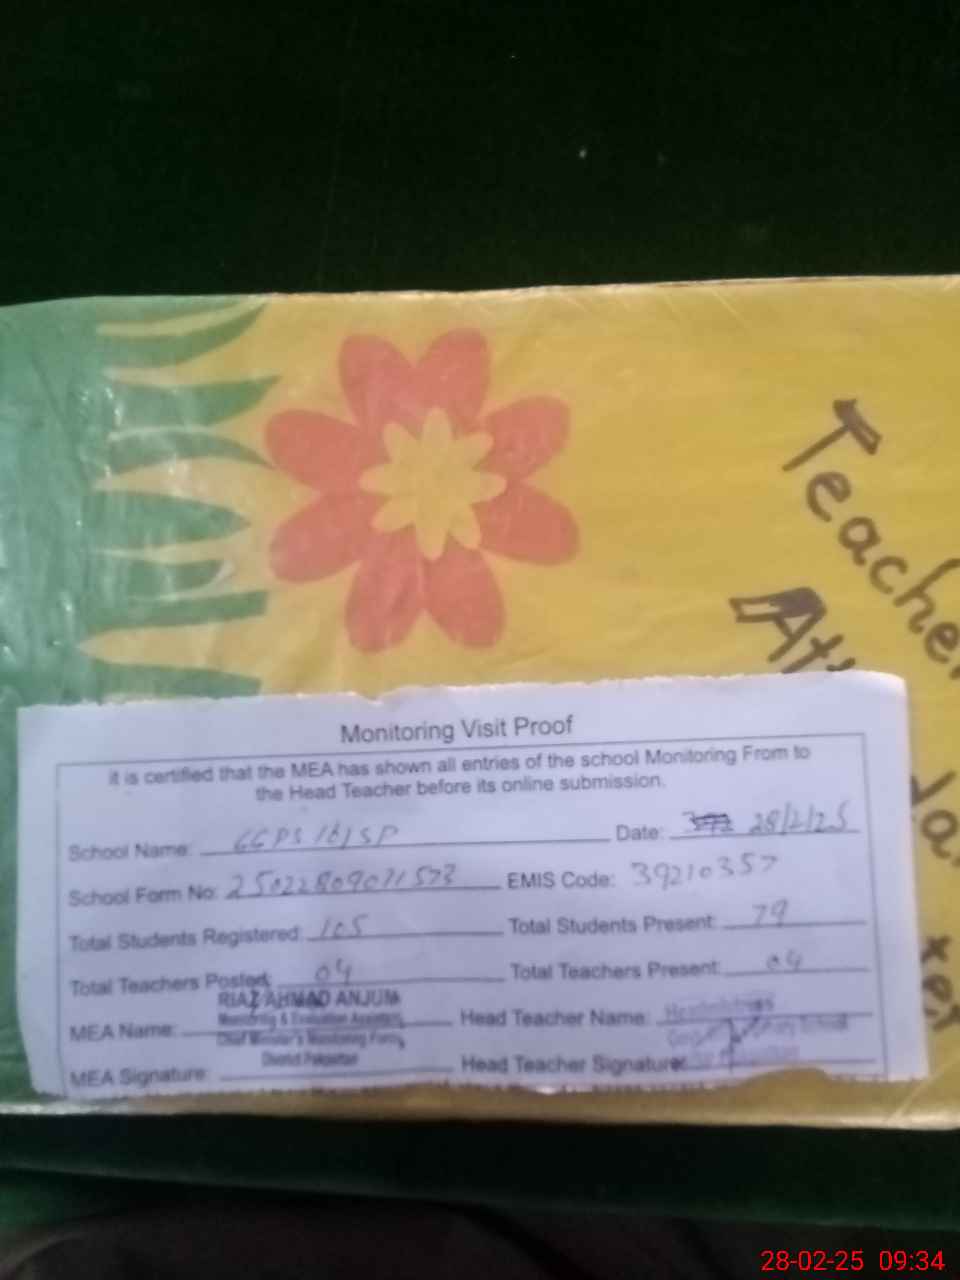 Teacher
Att
Monitoring Visit Proof
it is certified that the MEA has shown all entries of the school Monitoring From to
the Head Teacher before its online submission.
School Name: GGPS 16/SP Date: 28/2/25
School Form No: 25022809071573 EMIS Code: 39210357
Total Students Registered: 105 Total Students Present: 79
Total Teachers Posted: 04 Total Teachers Present: 04
RIAZ AHMAD ANJUM
Monitoring & Evaluation Assistant
MEA Name: Head Teacher Name: Headmistress
Chief Minister's Monitoring Force
District Pakpattan
MEA Signature: Head Teacher Signature:
28-02-25 09:34